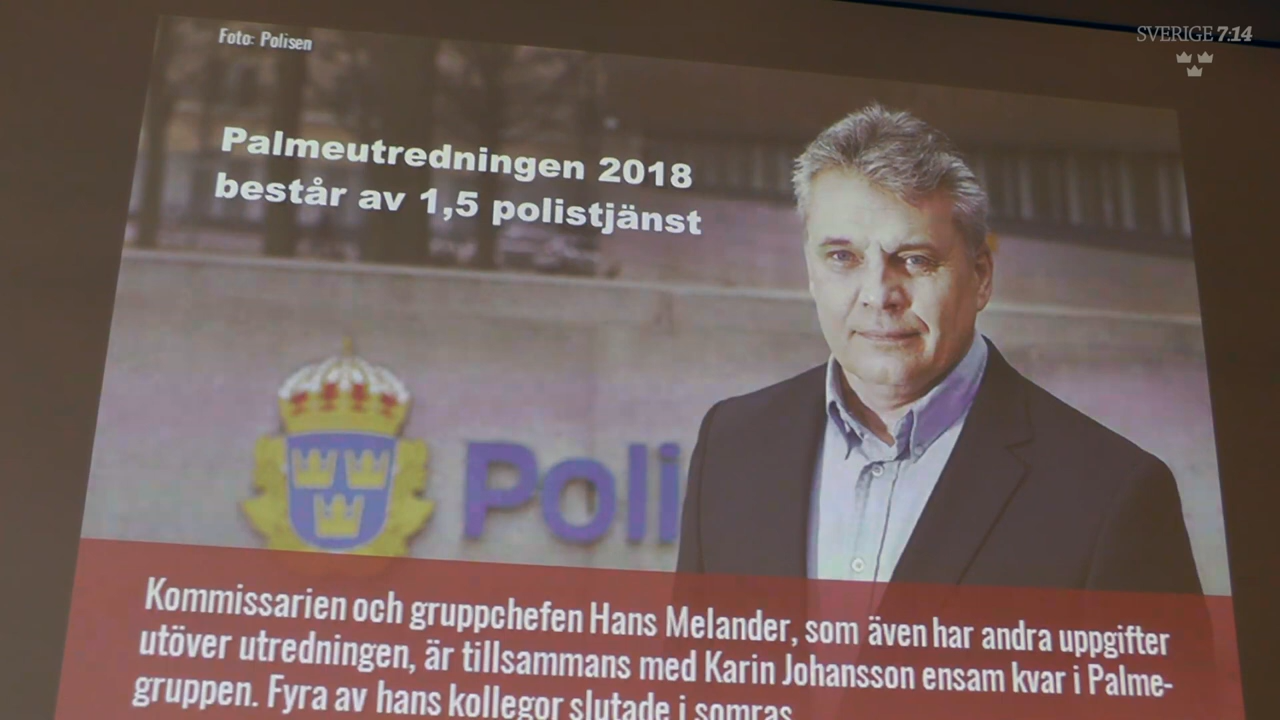 Foto: Polisen
SVERIGE 7:14
Palmeutredningen 2018
består av 1,5 polistjänst
Poli
Kommissarien och gruppchefen Hans Melander, som även har andra uppgifter
utöver utredningen, är tillsammans med Karin Johansson ensam kvar i Palme-
gruppen. Fyra av hans kollegor slutade i somras